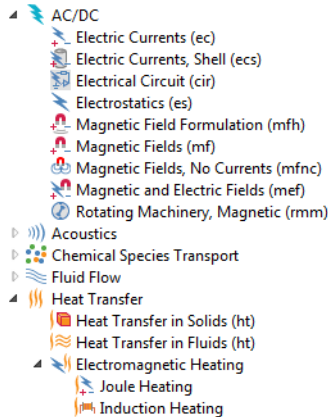 AC/DC
Electric Currents (ec)
Electric Currents, Shell (ecs)
Electrical Circuit (cir)
Electrostatics (es)
Magnetic Field Formulation (mfh)
Magnetic Fields (mf)
Magnetic Fields, No Currents (mfnc)
Magnetic and Electric Fields (mef)
Rotating Machinery, Magnetic (rmm)
Acoustics
Chemical Species Transport
Fluid Flow
Heat Transfer
Heat Transfer in Solids (ht)
Heat Transfer in Fluids (ht)
Electromagnetic Heating
Joule Heating
Induction Heating